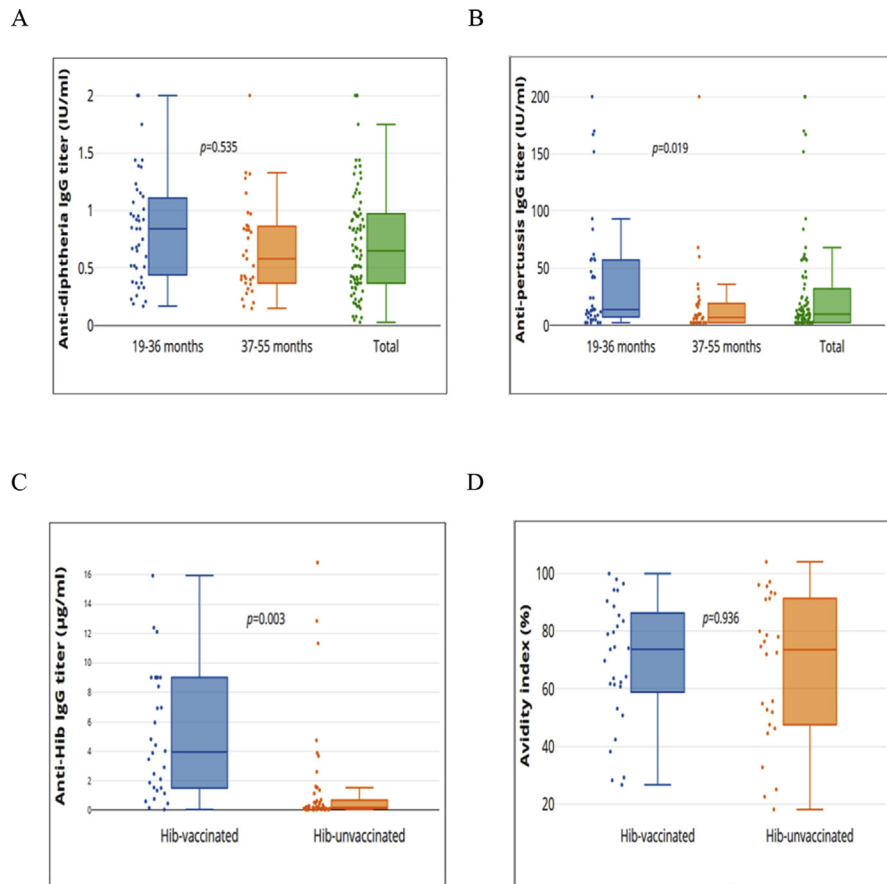 A
Anti-diphtheria IgG titer (IU/ml)
2
1.5
1
0.5
0
p=0.535
19-36 months 37-55 months Total
B
Anti-pertussis IgG titer (IU/ml)
200
150
100
50
0
p=0.019
19-36 months 37-55 months Total
C
Anti-Hib IgG titer (µg/ml)
16
14
12
10
8
6
4
2
0
p=0.003
Hib-vaccinated Hib-unvaccinated
D
Avidity index (%)
100
80
60
40
20
p=0.936
Hib-vaccinated Hib-unvaccinated